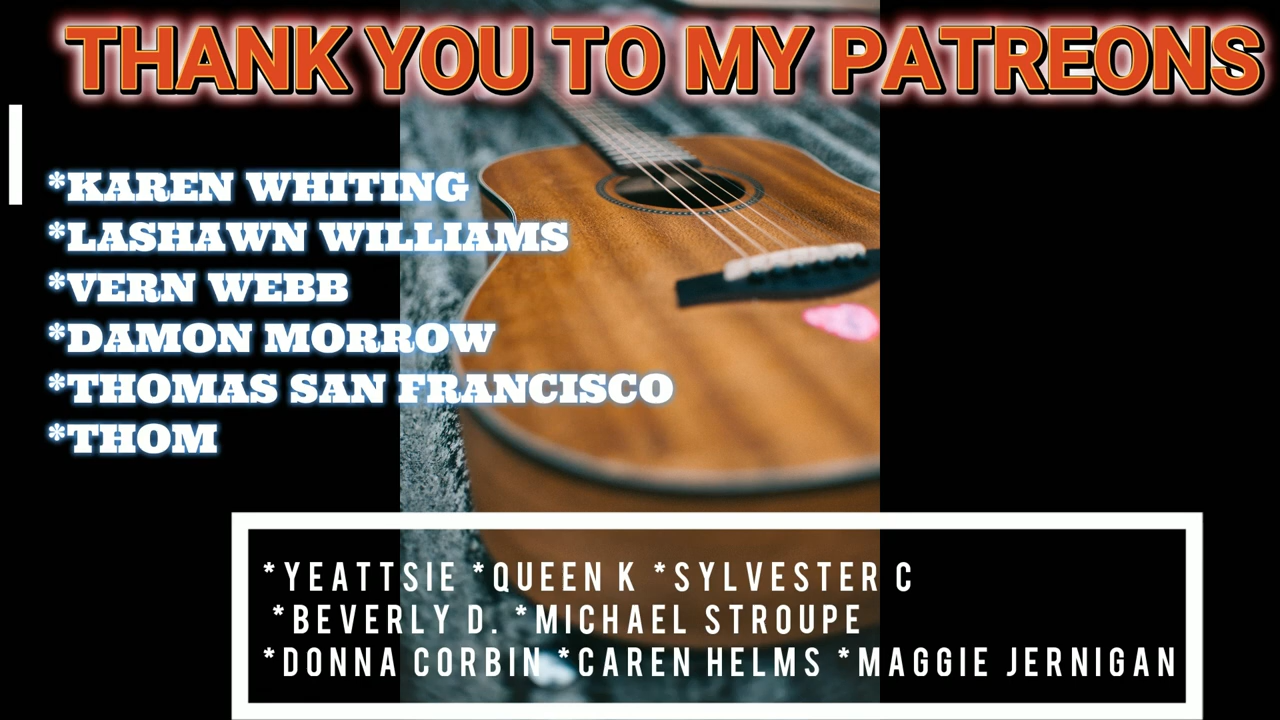 THANK YOU TO MY PATREONS
*KAREN WHITING
*LASHAWN WILLIAMS
*VERN WEBB
*DAMON MORROW
*THOMAS SAN FRANCISCO
*THOM
*YEATTSIE *QUEEN K *SYLVESTER C
*BEVERLY D. *MICHAEL STROUPE
*DONNA CORBIN *CAREN HELMS *MAGGIE JERNIGAN